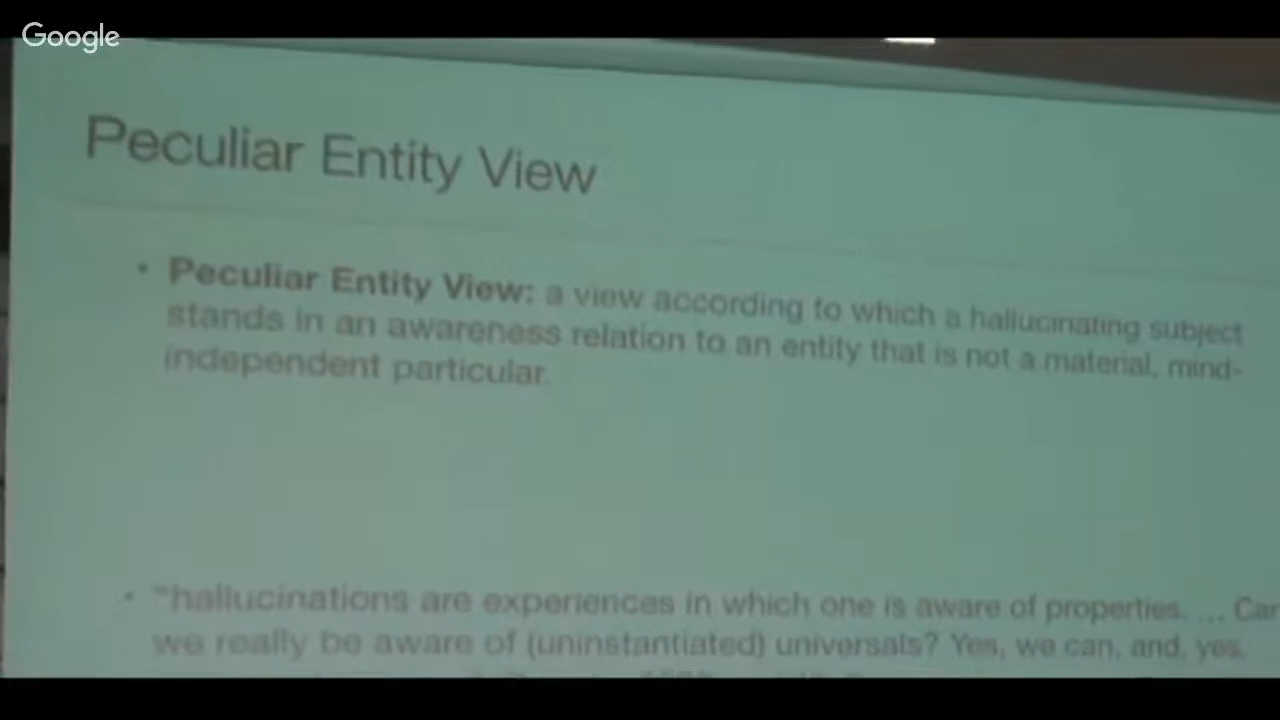 Google
Peculiar Entity View
• Peculiar Entity View: a view according to which a hallucinating subject
stands in an awareness relation to an entity that is not a material, mind-
independent particular.
• "hallucinations are experiences in which one is aware of properties. ... Can
we really be aware of (uninstantiated) universals? Yes, we can, and, yes,